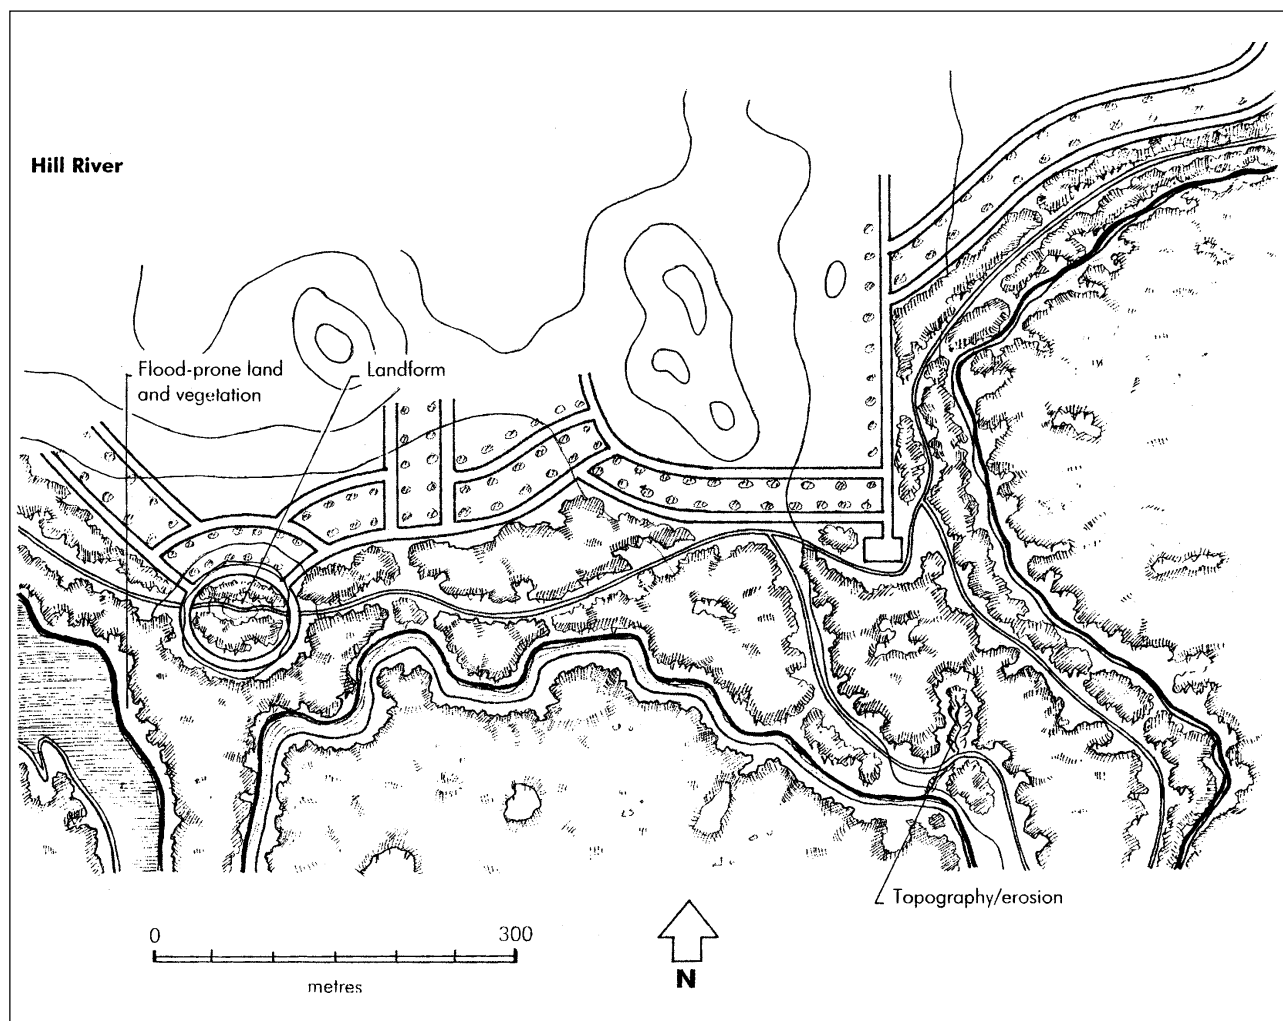 Hill River
Flood-prone land
and vegetation
Landform
Topography/erosion
0
300
metres
N